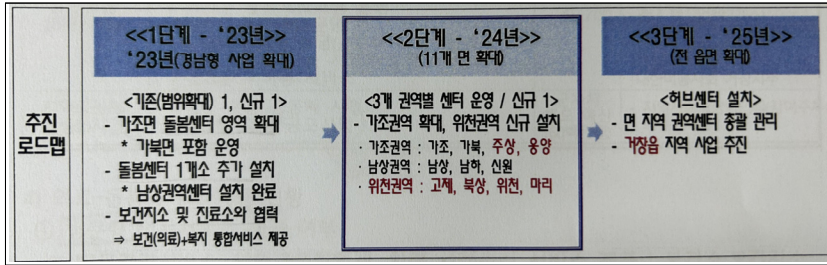 추진
로드맵
<<1단계 - ‘23년>>
‘23년(경남형 사업 확대)
<기존(범위확대) 1, 신규 1>
- 가조면 돌봄센터 영역 확대
* 가북면 포함 운영
- 돌봄센터 1개소 추가 설치
* 남상권역센터 설치 완료
- 보건지소 및 진료소와 협력
⇒ 보건(의료)+복지 통합서비스 제공
<<2단계 - ‘24년>>
(11개 면 확대)
<3개 권역별 센터 운영 / 신규 1>
- 가조권역 확대, 위천권역 신규 설치
· 가조권역 : 가조, 가북, 주상, 웅양
· 남상권역 : 남상, 남하, 신원
· 위천권역 : 고제, 북상, 위천, 마리
<<3단계 - ‘25년>>
(전 읍면 확대)
<허브센터 설치>
- 면 지역 권역센터 총괄 관리
- 거창읍 지역 사업 추진